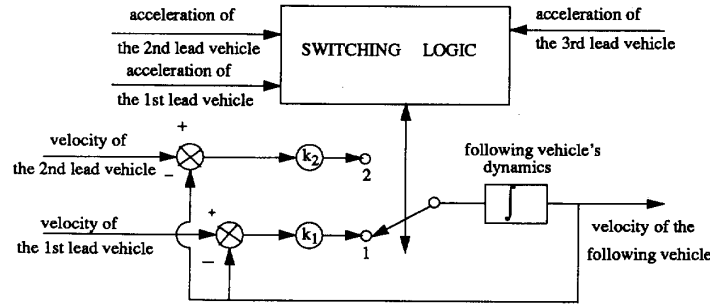 acceleration of
the 2nd lead vehicle
acceleration of
the 1st lead vehicle
SWITCHING LOGIC
acceleration of
the 3rd lead vehicle
velocity of
the 2nd lead vehicle
+
−
k2
2
following vehicle's
dynamics
∫
velocity of
the 1st lead vehicle
+
−
k1
1
velocity of the
following vehicle